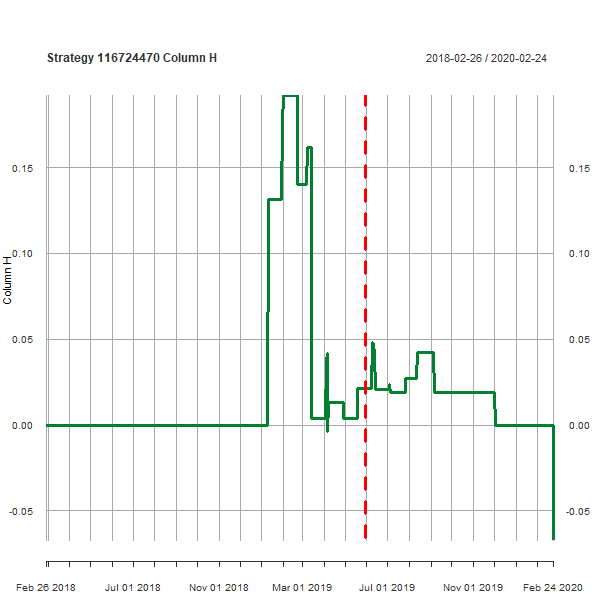 Strategy 116724470 Column H
2018-02-26 / 2020-02-24
0.15
0.10
0.05
0.00
-0.05
Column H
0.15
0.10
0.05
0.00
-0.05
Feb 26 2018
Jul 01 2018
Nov 01 2018
Mar 01 2019
Jul 01 2019
Nov 01 2019
Feb 24 2020